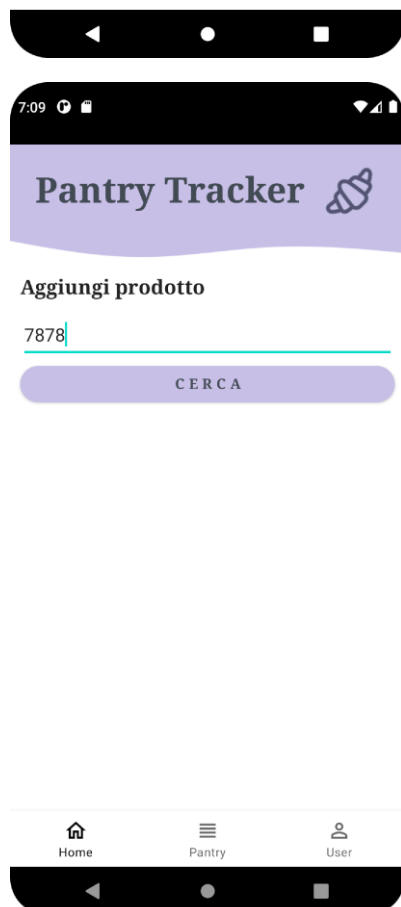 7:09
Pantry Tracker
Aggiungi prodotto
7878
CERCA
Home Pantry User